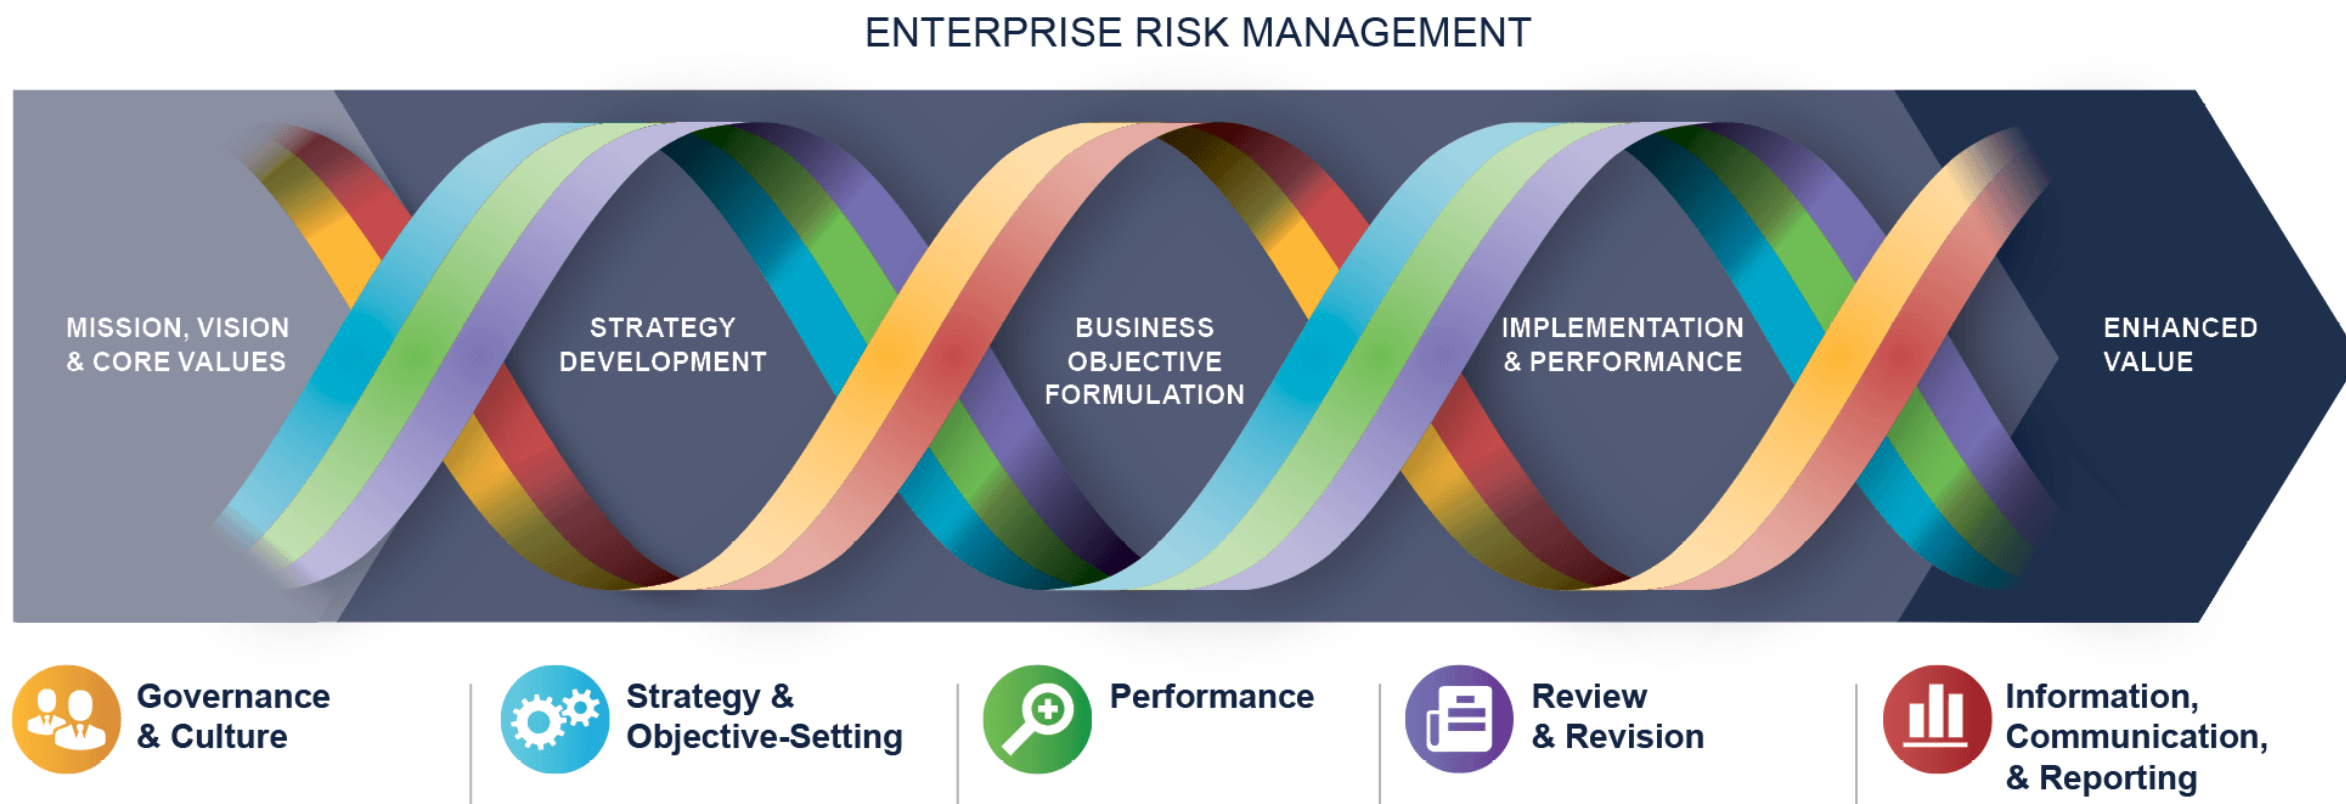 ENTERPRISE RISK MANAGEMENT
MISSION, VISION
& CORE VALUES
STRATEGY
DEVELOPMENT
BUSINESS
OBJECTIVE
FORMULATION
IMPLEMENTATION
& PERFORMANCE
ENHANCED
VALUE
Governance
& Culture
Strategy &
Objective-Setting
Performance
Review
& Revision
Information,
Communication,
& Reporting